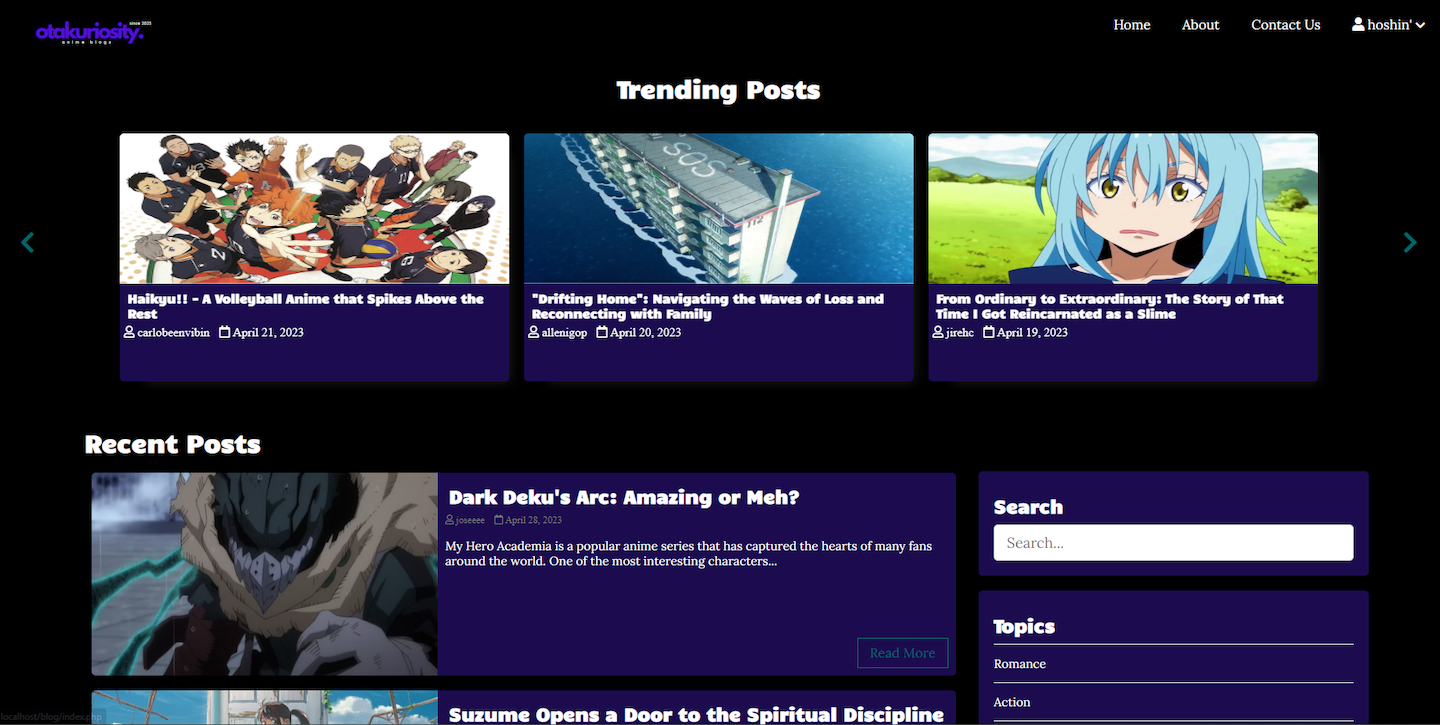 since 2023
otakuriosity.
anime blogs
Home
About
Contact Us
hoshin'
Trending Posts
SOS
112
Haikyu!! - A Volleyball Anime that Spikes Above the
Rest
carlobeenvibin April 21, 2023
"Drifting Home": Navigating the Waves of Loss and
Reconnecting with Family
allenigop April 20, 2023
From Ordinary to Extraordinary: The Story of That
Time I Got Reincarnated as a Slime
jirehc April 19, 2023
Recent Posts
Dark Deku's Arc: Amazing or Meh?
joseeee April 28, 2023
My Hero Academia is a popular anime series that has captured the hearts of many fans
around the world. One of the most interesting characters...
Read More
Suzume Opens a Door to the Spiritual Discipline
Search
Search...
Topics
Romance
Action
localhost/blog/index.php